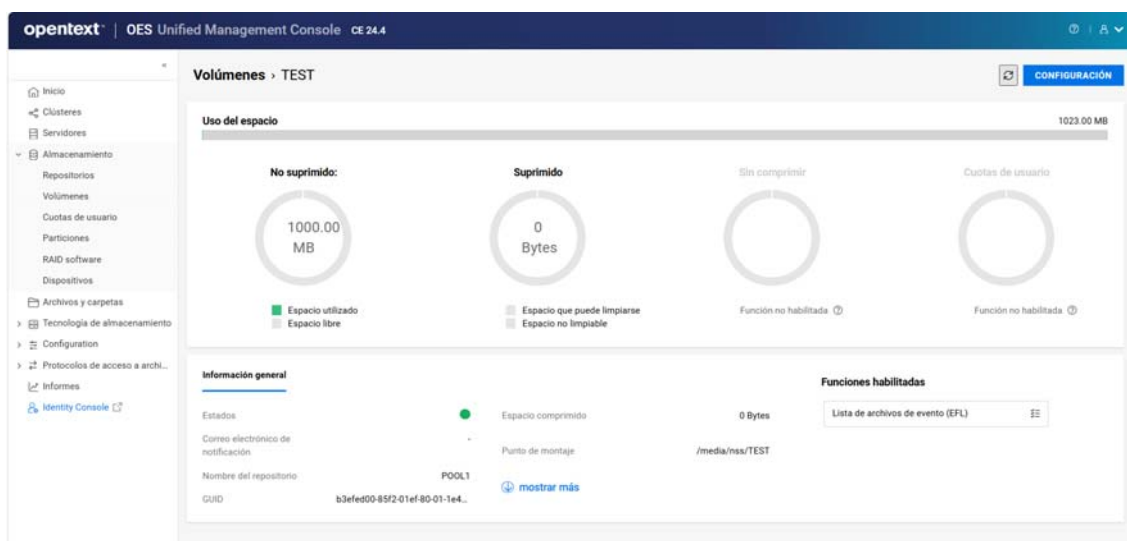 opentext™ | OES Unified Management Console CE 24.4
Volúmenes › TEST
CONFIGURACIÓN
Inicio
Clústeres
Servidores
Almacenamiento
Repositorios
Volúmenes
Cuotas de usuario
Particiones
RAID software
Dispositivos
Archivos y carpetas
Tecnología de almacenamiento
Configuration
Protocolos de acceso a archi...
Informes
Identity Console
Uso del espacio
1023.00 MB
No suprimido:
1000.00
MB
Espacio utilizado
Espacio libre
Suprimido
0
Bytes
Espacio que puede limpiarse
Espacio no limpiable
Sin comprimir
Función no habilitada
Cuotas de usuario
Función no habilitada
Información general
Estados
Correo electrónico de
notificación
-
Nombre del repositorio
POOL1
GUID
b3efed00-85f2-01ef-80-01-1e4...
Espacio comprimido
0 Bytes
Punto de montaje
/media/nss/TEST
mostrar más
Funciones habilitadas
Lista de archivos de evento (EFL)